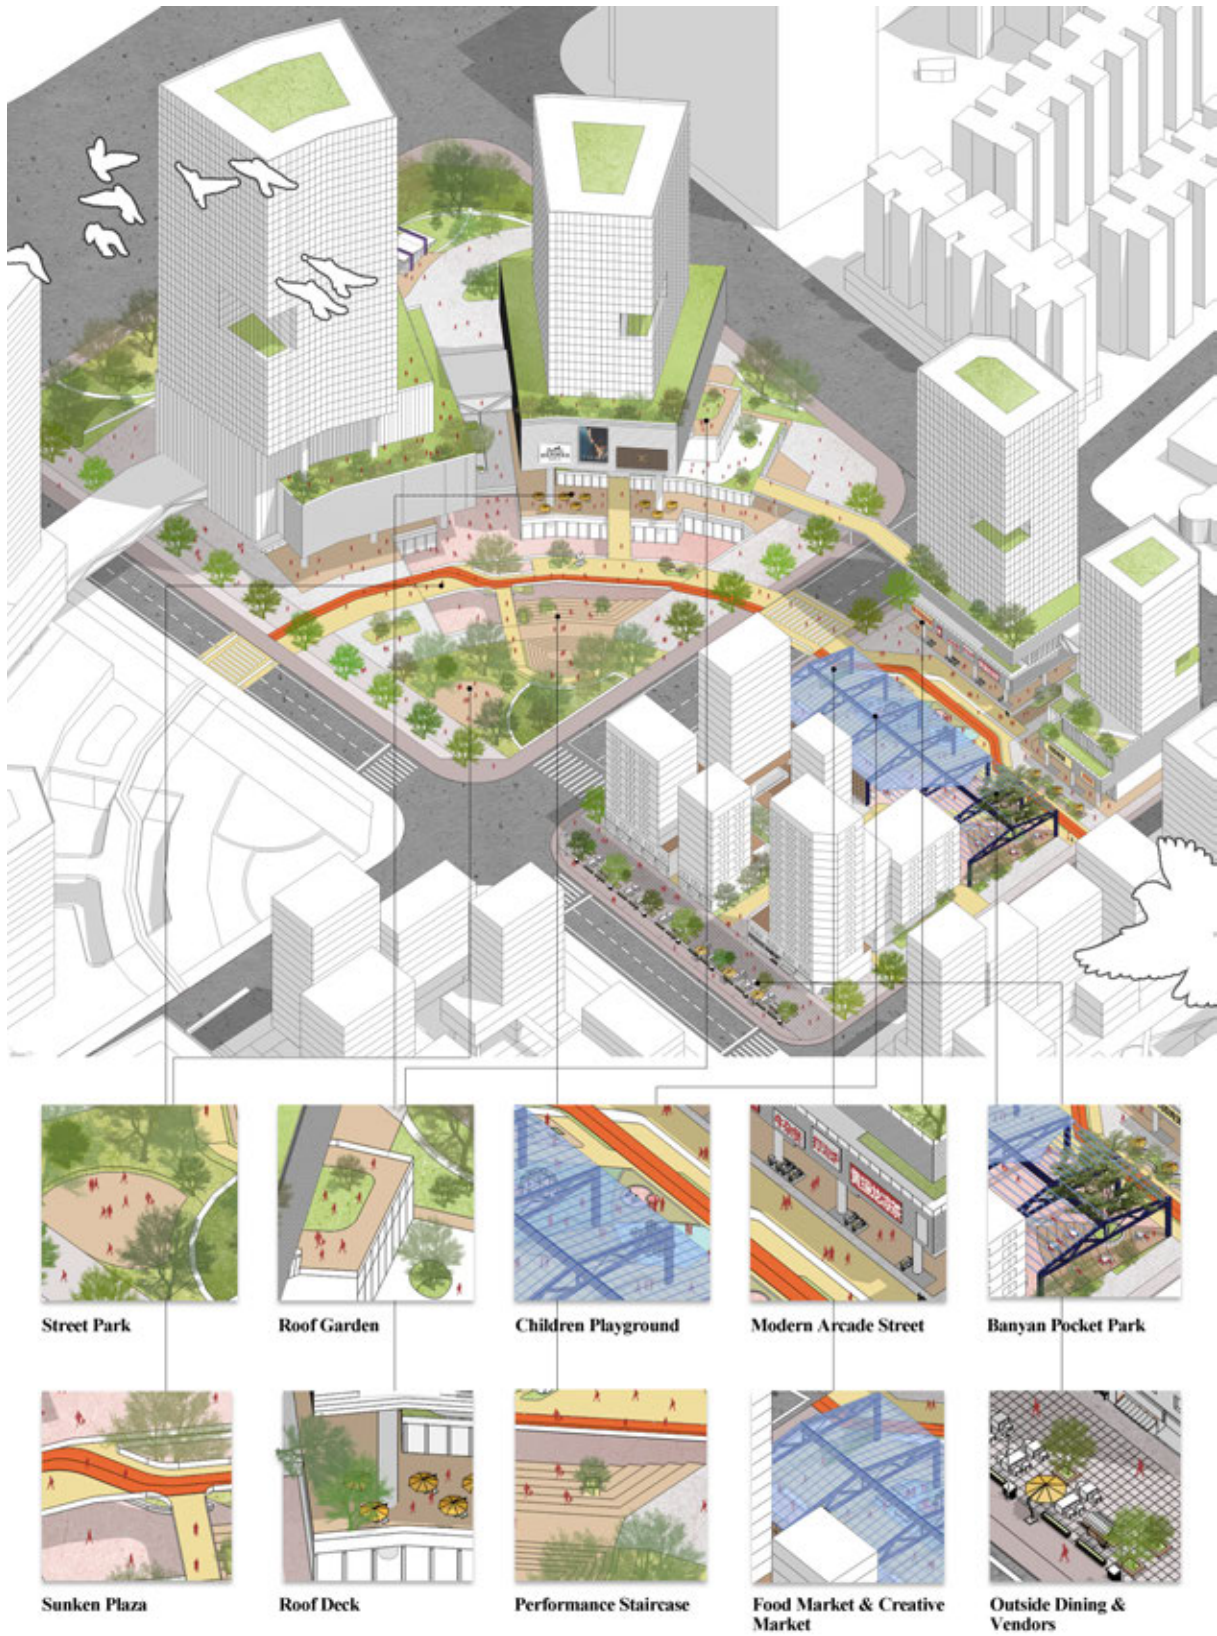 Street Park
Roof Garden
Children Playground
Modern Arcade Street
Banyan Pocket Park
Sunken Plaza
Roof Deck
Performance Staircase
Food Market & Creative
Market
Outside Dining &
Vendors